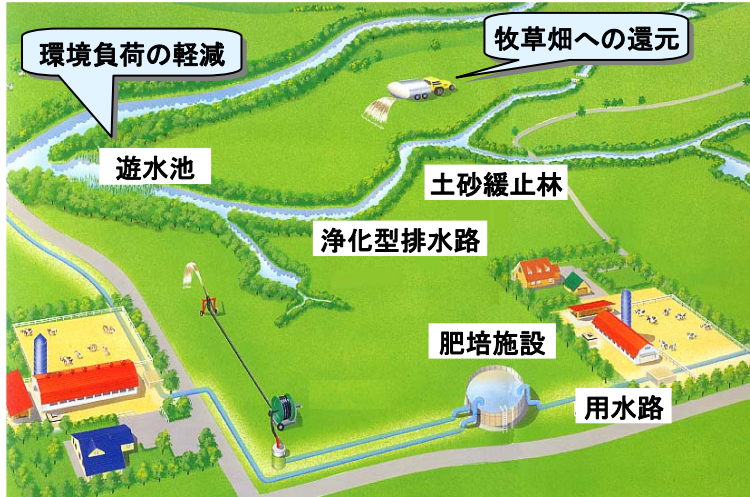 環境負荷の軽減
牧草畑への還元
遊水池
土砂緩止林
浄化型排水路
肥培施設
用水路